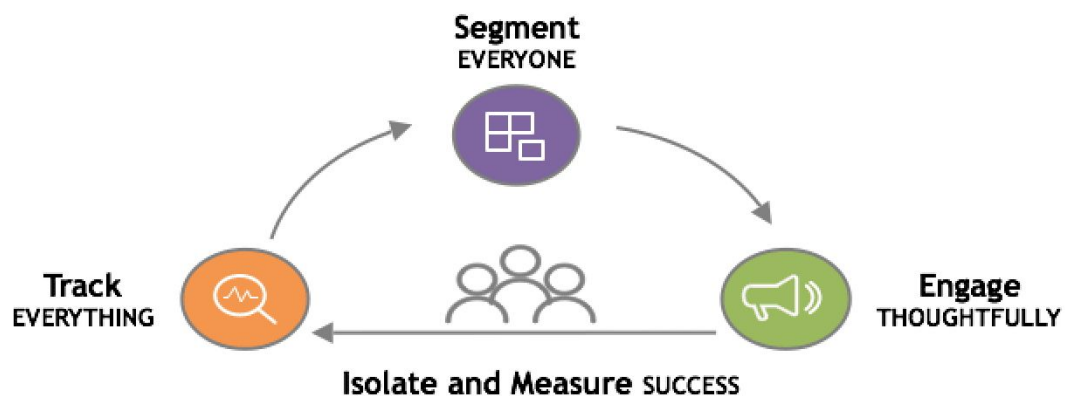 Segment
EVERYONE
Track
EVERYTHING
Engage
THOUGHTFULLY
Isolate and Measure SUCCESS